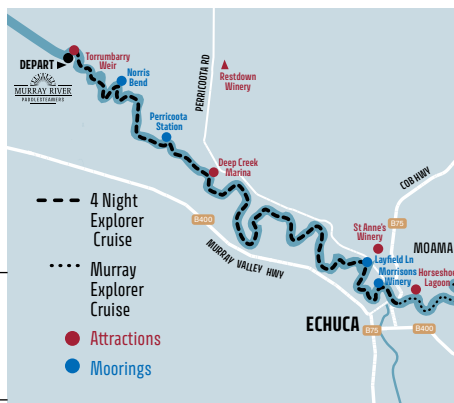 Torrumbarry
Weir
DEPART
MURRAY RIVER
PADDLESTEAMERS
Norris
Bend
PERRICOOTA RD
Restdown
Winery
Perricoota
Station
Deep Creek
Marina
COB HWY
4 Night
Explorer
Cruise
B400
MURRAY VALLEY HWY
St Anne's
Winery
B75
MOAMA
Layfield Ln
Morrisons
Winery
Horseshoe
Lagoon
Murray
Explorer
Cruise
ECHUCA
B75
B400
Attractions
Moorings